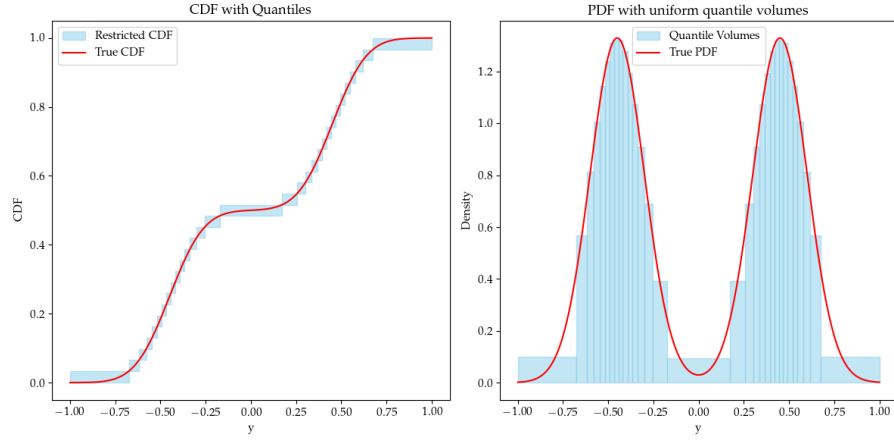 CDF with Quantiles
Restricted CDF
True CDF
1.0
0.8
0.6
0.4
0.2
0.0
CDF
−1.00 −0.75 −0.50 −0.25 0.00 0.25 0.50 0.75 1.00
y
PDF with uniform quantile volumes
Quantile Volumes
True PDF
1.2
1.0
0.8
0.6
0.4
0.2
0.0
Density
−1.00 −0.75 −0.50 −0.25 0.00 0.25 0.50 0.75 1.00
y